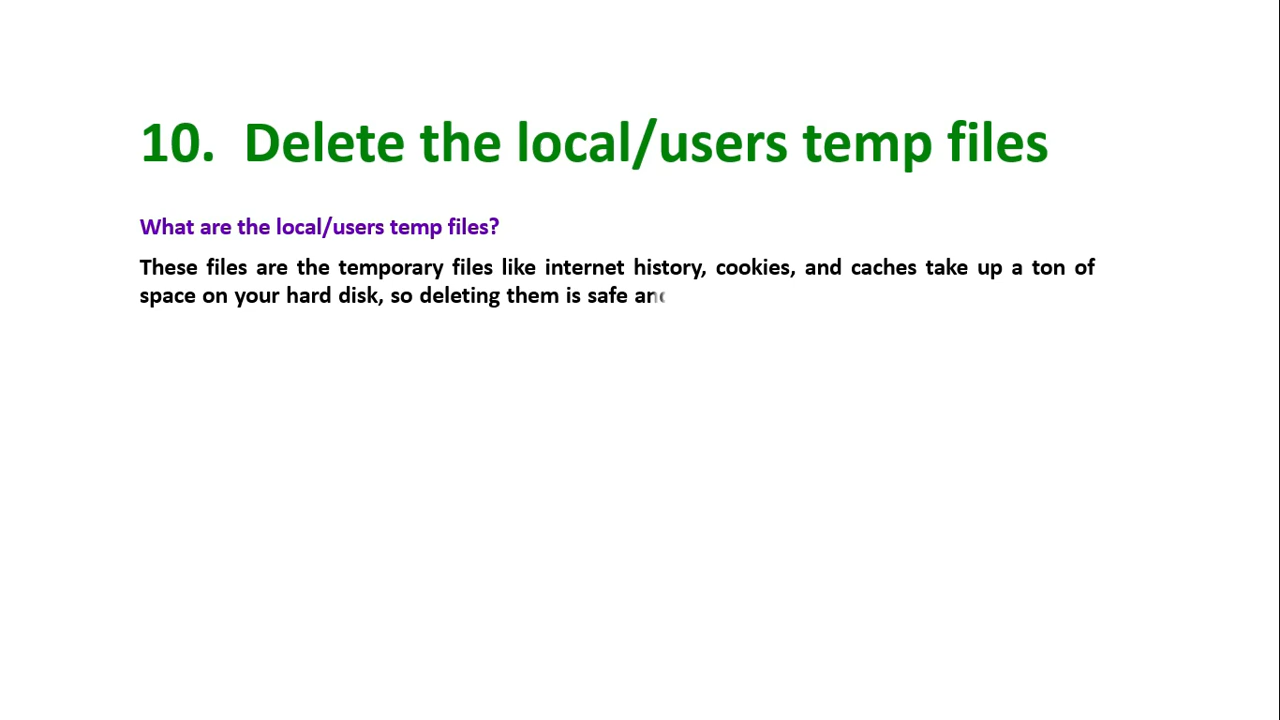 10. Delete the local/users temp files
What are the local/users temp files?
These files are the temporary files like internet history, cookies, and caches take up a ton of
space on your hard disk, so deleting them is safe and